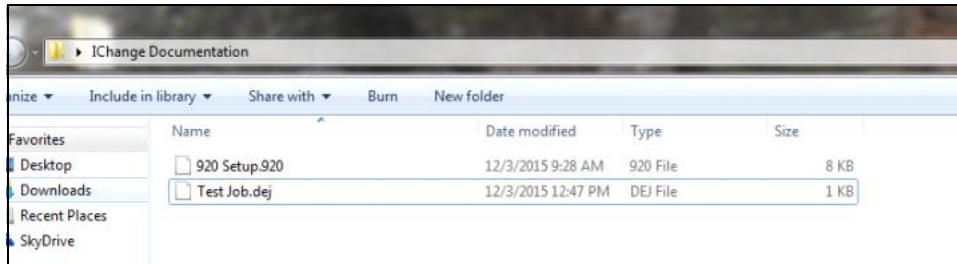 IChange Documentation
anize Include in library Share with Burn New folder
Favorites Name Date modified Type Size
Desktop 920 Setup.920 12/3/2015 9:28 AM 920 File 8 KB
Downloads Test Job.dej 12/3/2015 12:47 PM DEJ File 1 KB
Recent Places
SkyDrive